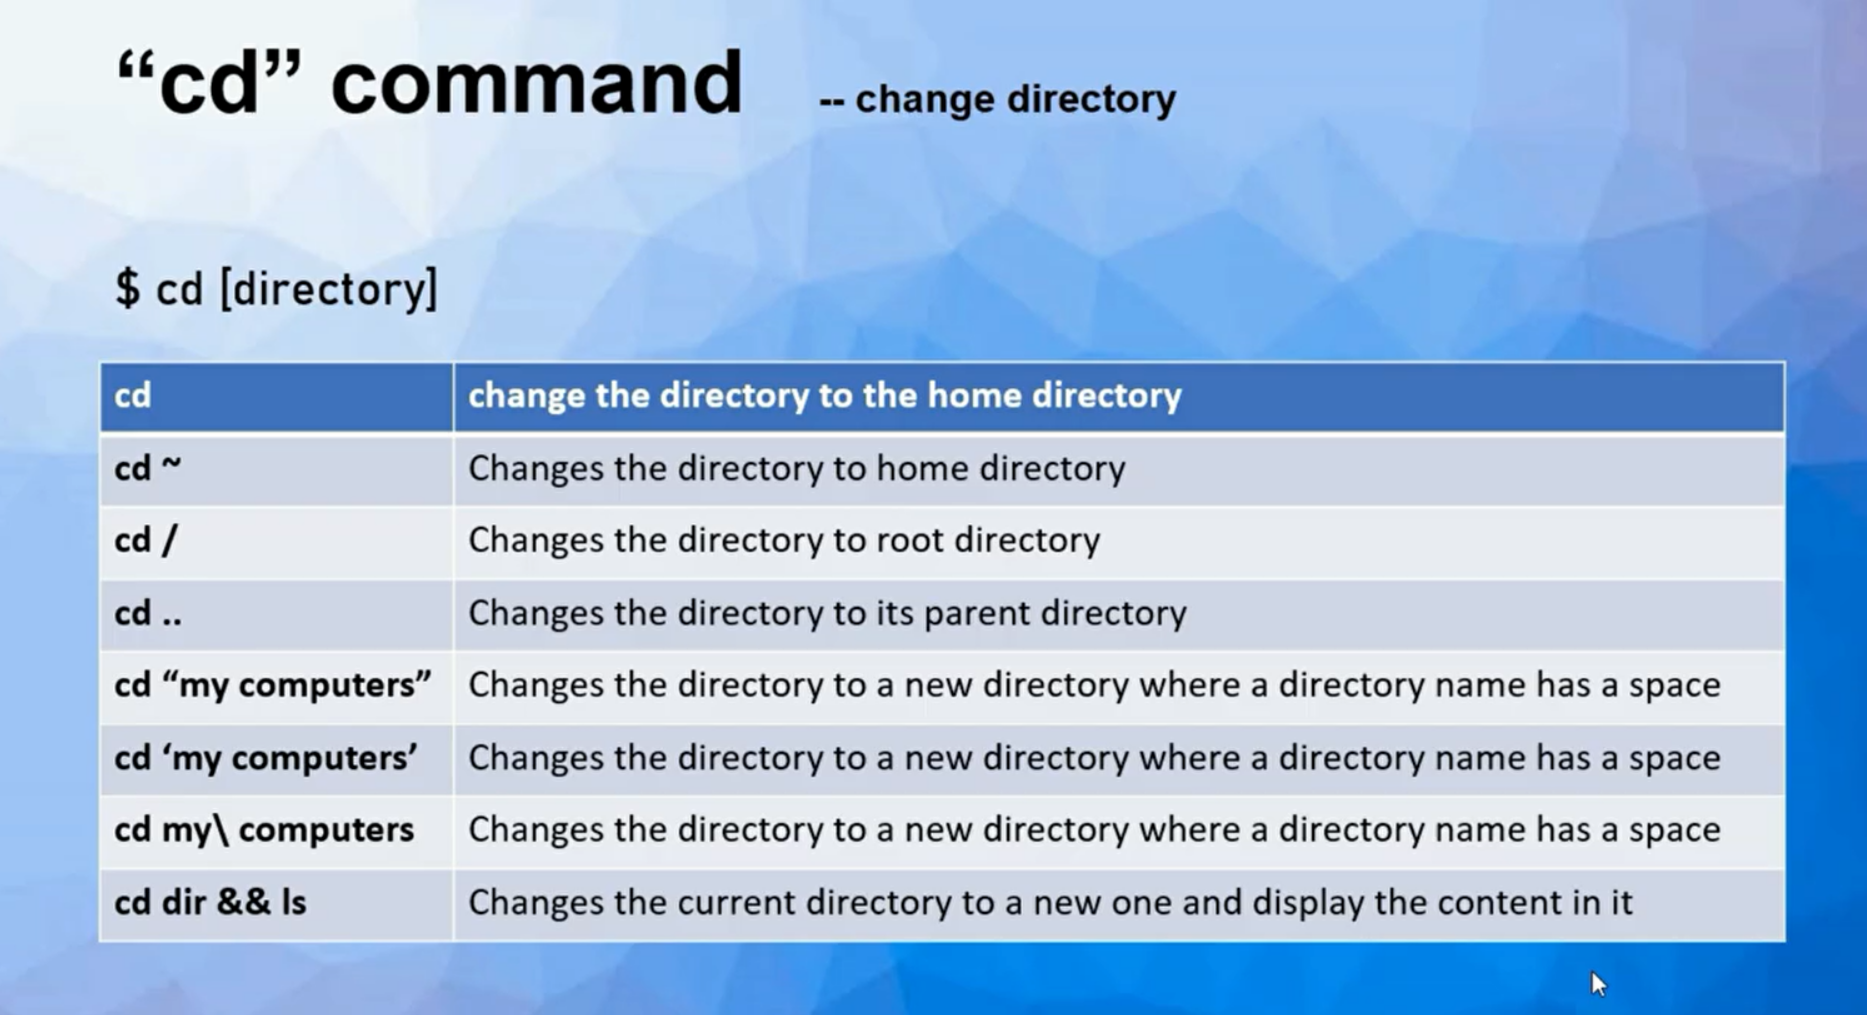 “cd” command -- change directory
$ cd [directory]
cd change the directory to the home directory
cd ~ Changes the directory to home directory
cd / Changes the directory to root directory
cd .. Changes the directory to its parent directory
cd “my computers” Changes the directory to a new directory where a directory name has a space
cd ‘my computers’ Changes the directory to a new directory where a directory name has a space
cd my\ computers Changes the directory to a new directory where a directory name has a space
cd dir && ls Changes the current directory to a new one and display the content in it